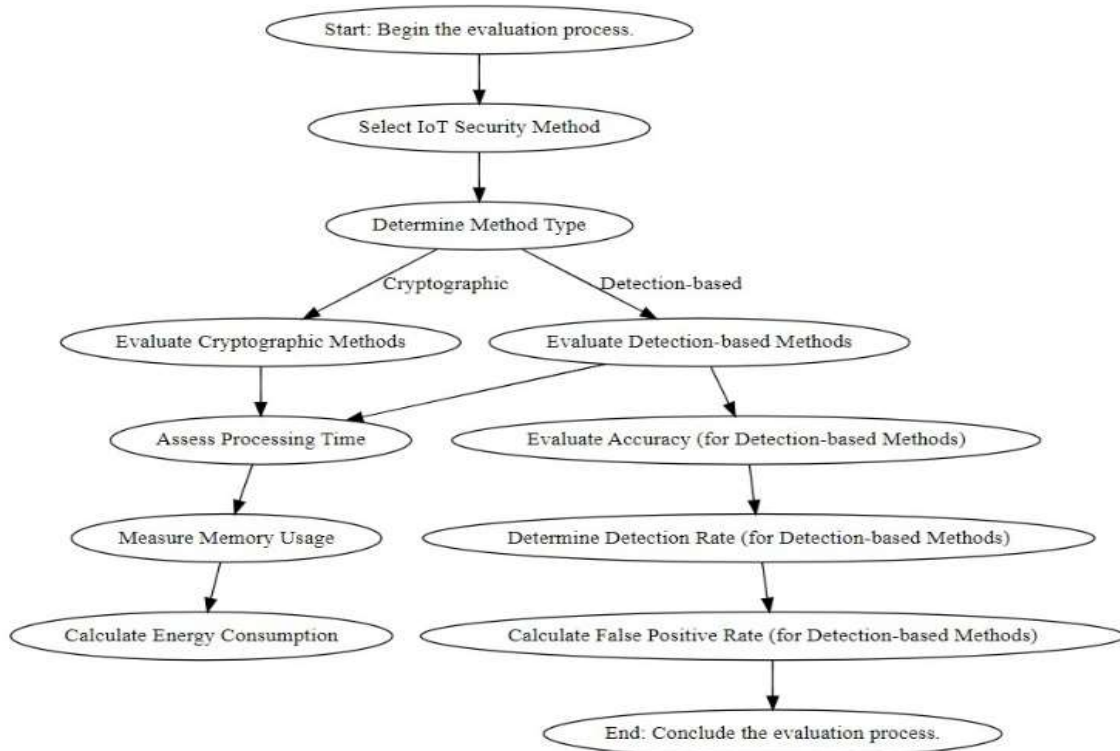 Start: Begin the evaluation process.
Select IoT Security Method
Determine Method Type
Cryptographic
Detection-based
Evaluate Cryptographic Methods
Evaluate Detection-based Methods
Assess Processing Time
Evaluate Accuracy (for Detection-based Methods)
Measure Memory Usage
Determine Detection Rate (for Detection-based Methods)
Calculate Energy Consumption
Calculate False Positive Rate (for Detection-based Methods)
End: Conclude the evaluation process.